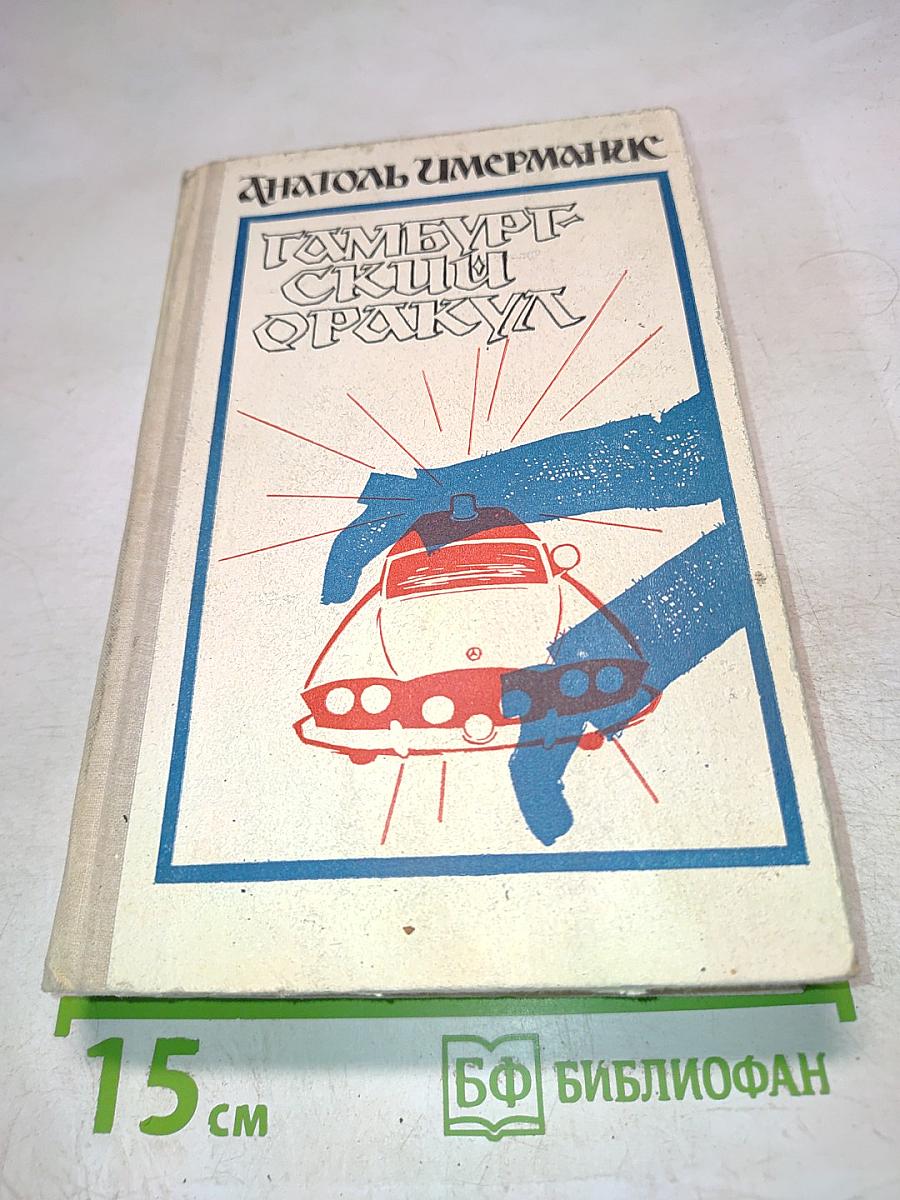 АНАТОЛЬ ИМЕРМАНИС
ГАМБУРГ-
СКИЙ
ОРАКУЛ
15 см
БФ БИБЛИОФАН